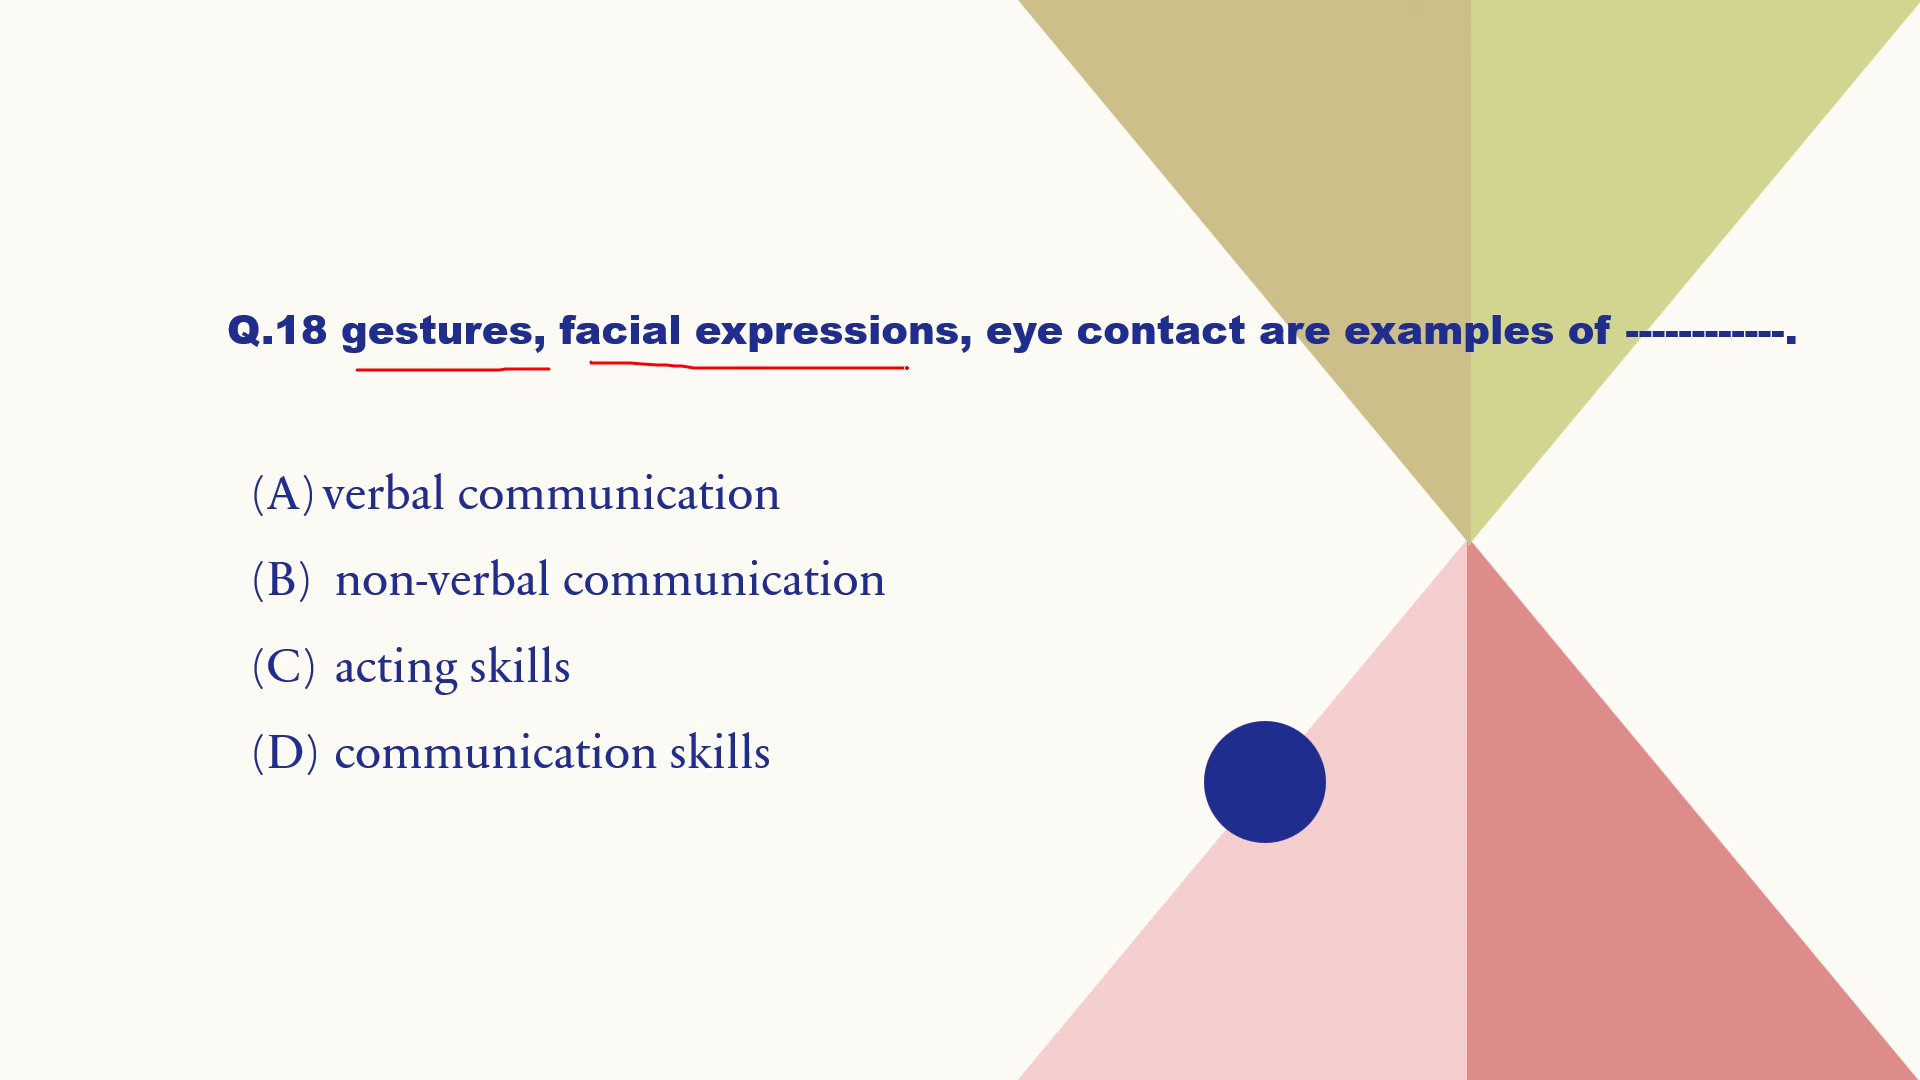 Q.18 gestures, facial expressions, eye contact are examples of ------------.
(A) verbal communication
(B) non-verbal communication
(C) acting skills
(D) communication skills